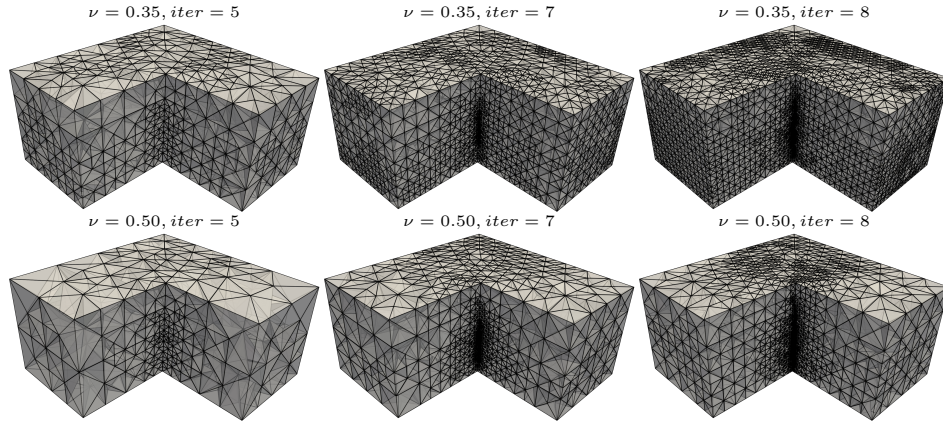 ν = 0.35, iter = 5
ν = 0.35, iter = 7
ν = 0.35, iter = 8
ν = 0.50, iter = 5
ν = 0.50, iter = 7
ν = 0.50, iter = 8